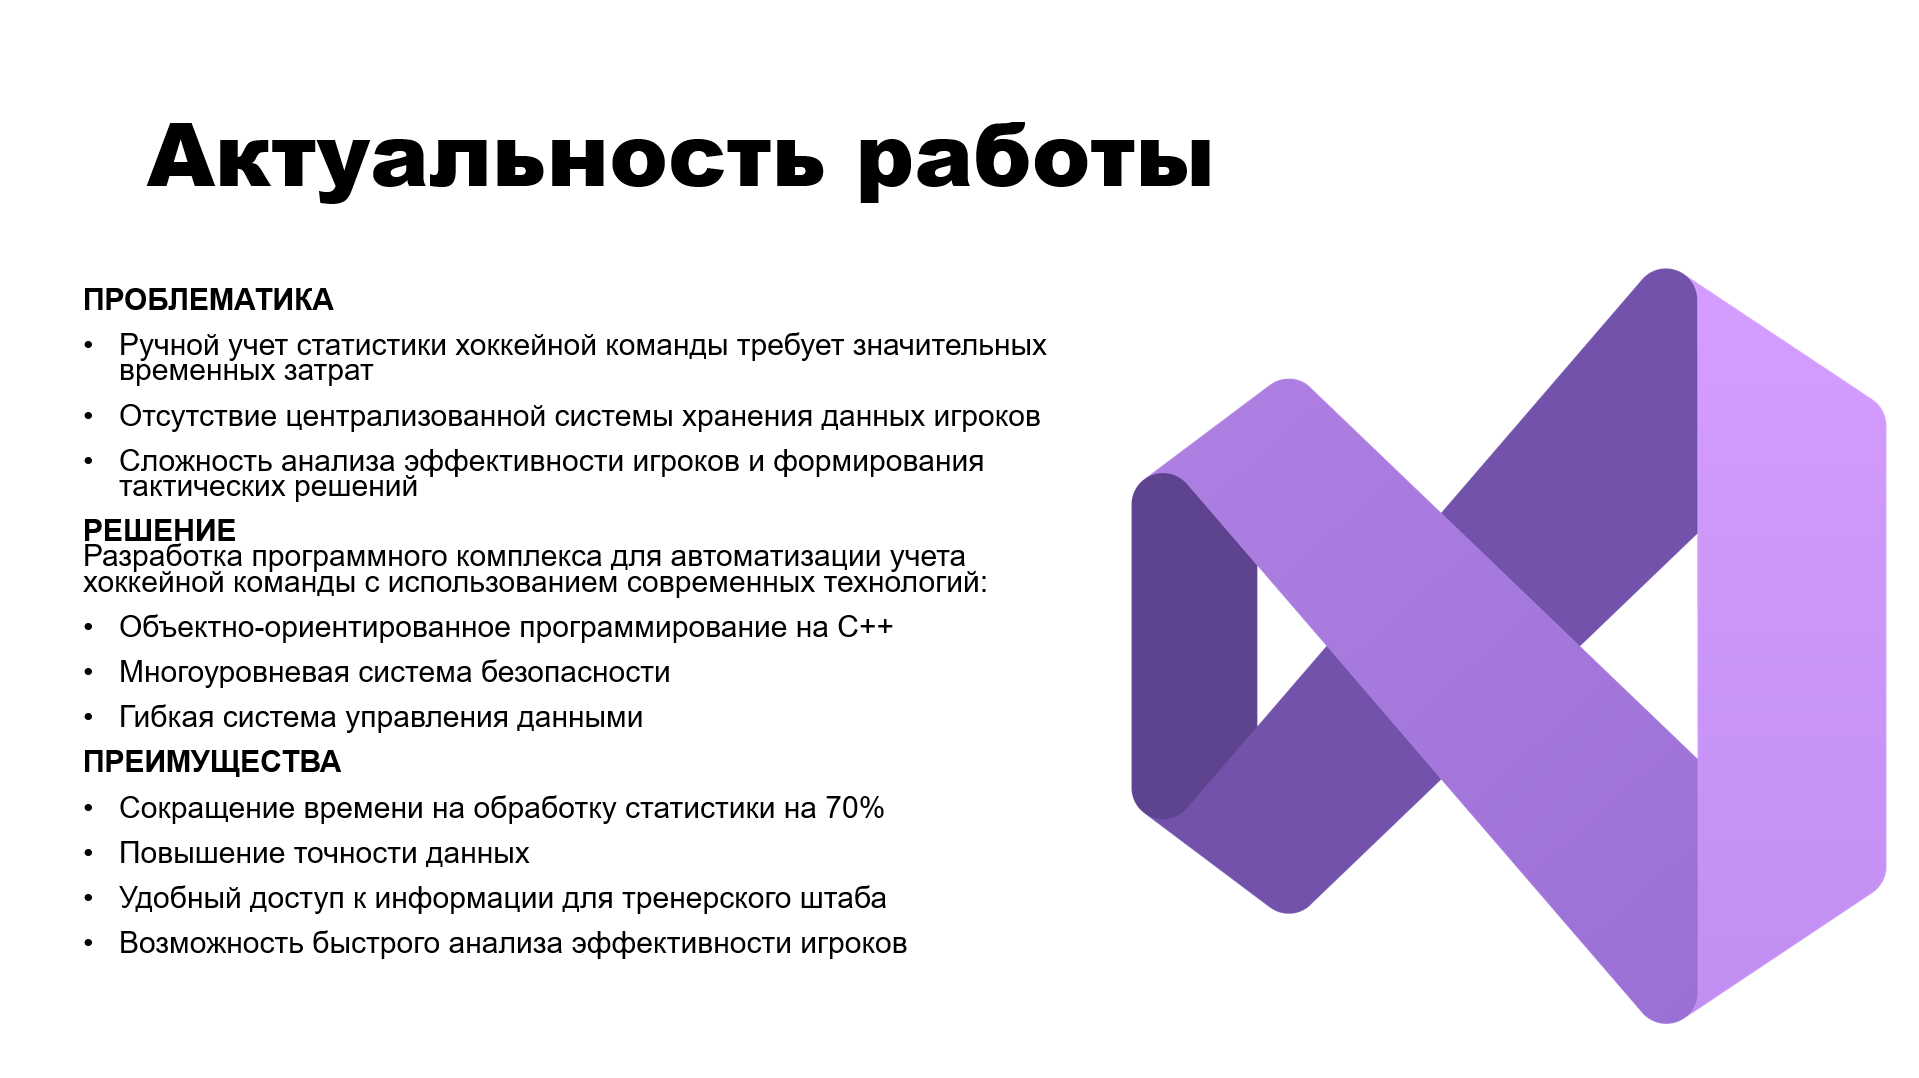 Актуальность работы
ПРОБЛЕМАТИКА
• Ручной учет статистики хоккейной команды требует значительных
временных затрат
• Отсутствие централизованной системы хранения данных игроков
• Сложность анализа эффективности игроков и формирования
тактических решений
РЕШЕНИЕ
Разработка программного комплекса для автоматизации учета
хоккейной команды с использованием современных технологий:
• Объектно-ориентированное программирование на C++
• Многоуровневая система безопасности
• Гибкая система управления данными
ПРЕИМУЩЕСТВА
• Сокращение времени на обработку статистики на 70%
• Повышение точности данных
• Удобный доступ к информации для тренерского штаба
• Возможность быстрого анализа эффективности игроков